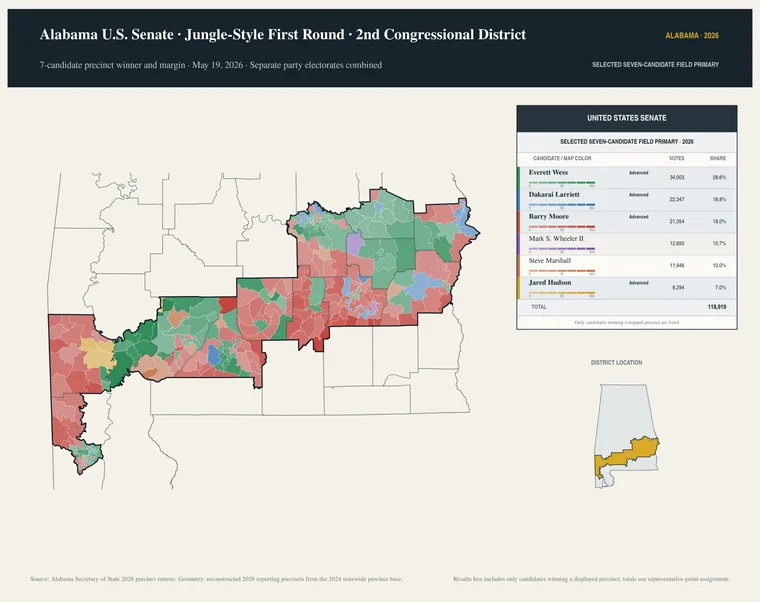 Alabama U.S. Senate · Jungle-Style First Round · 2nd Congressional District
ALABAMA · 2026
7-candidate precinct winner and margin · May 19, 2026 · Separate party electorates combined
SELECTED SEVEN-CANDIDATE FIELD PRIMARY
UNITED STATES SENATE
SELECTED SEVEN-CANDIDATE FIELD PRIMARY · 2026
CANDIDATE / MAP COLOR VOTES SHARE
Everett Wess Advanced 34,003 28.6%
Dakarai Larriett Advanced 22,347 18.8%
Barry Moore Advanced 21,354 18.0%
Mark S. Wheeler II 12,693 10.7%
Steve Marshall 11,946 10.0%
Jared Hudson Advanced 8,294 7.0%
TOTAL 118,919
Only candidates winning a mapped precinct are listed
DISTRICT LOCATION
Source: Alabama Secretary of State 2026 precinct returns. Geometry: reconstructed 2026 reporting precincts from the 2024 statewide precinct base.
Results box includes only candidates winning a displayed precinct; totals use representative-point assignment.